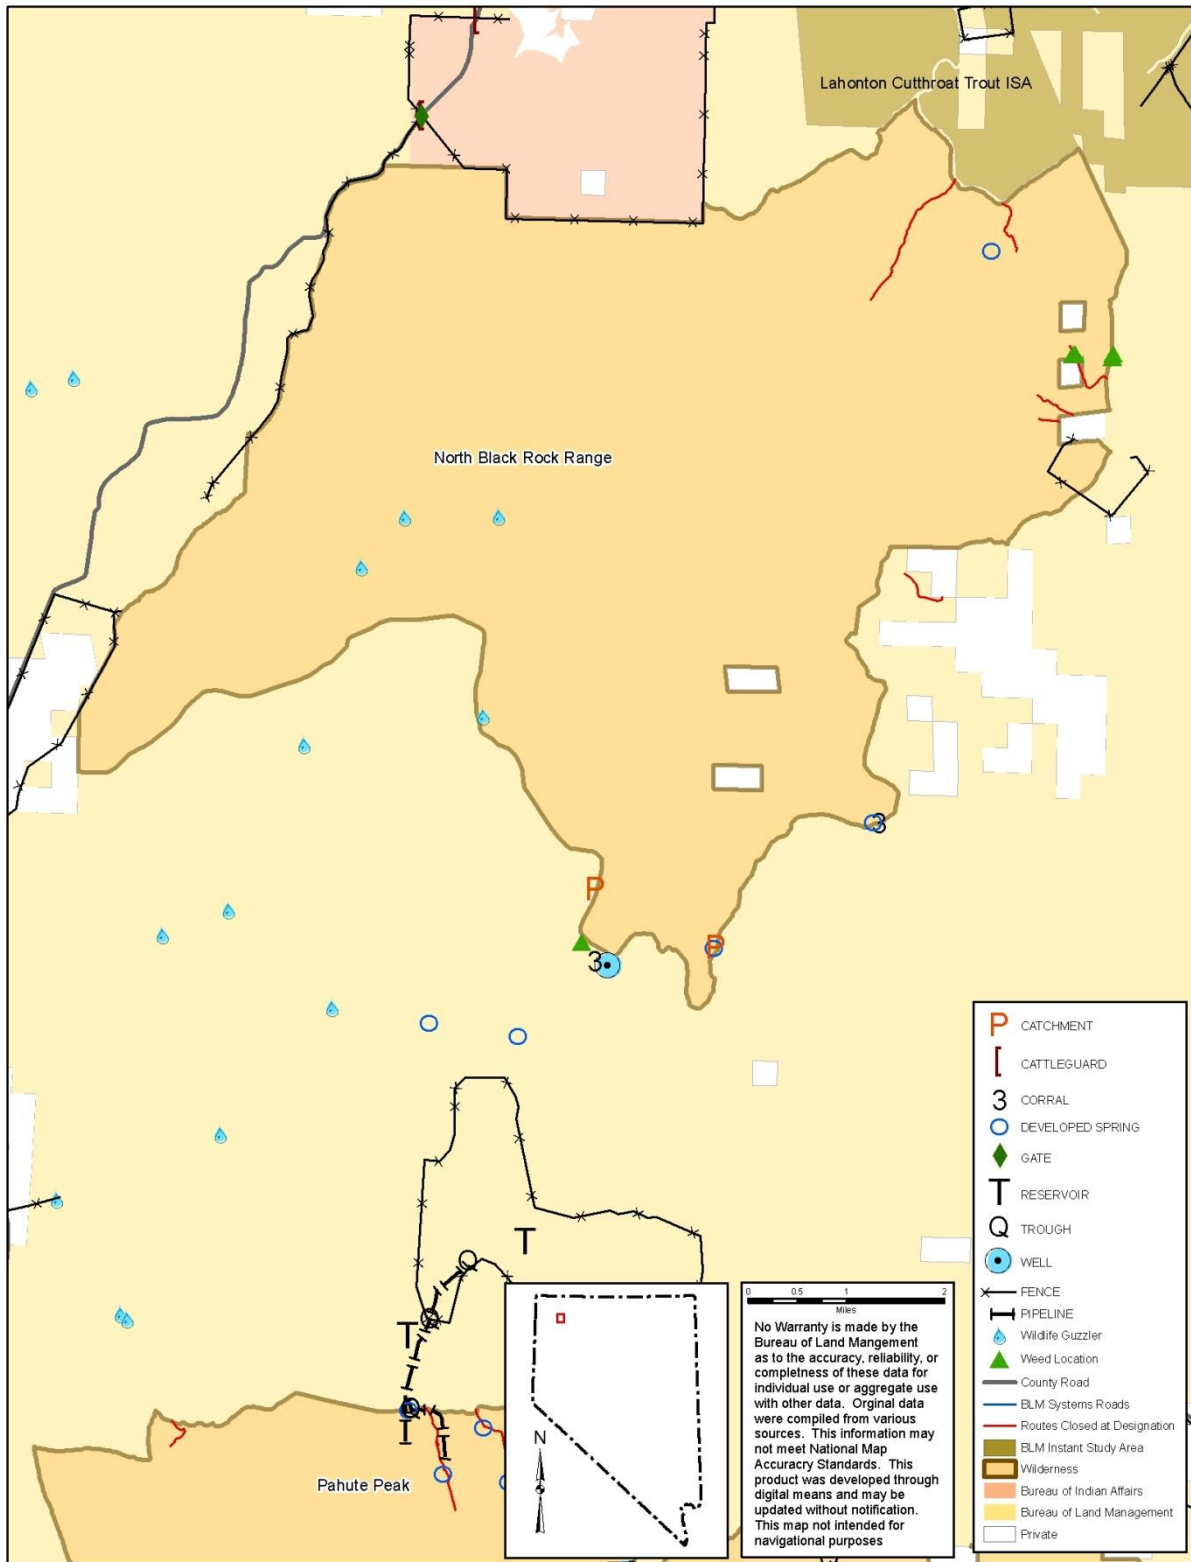 Lahonton Cutthroat Trout ISA
North Black Rock Range
P
3
P
3
T
Q
T
Q
T
Pahute Peak
P CATCHMENT
[ CATTLEGUARD
3 CORRAL
DEVELOPED SPRING
GATE
T RESERVOIR
Q TROUGH
WELL
FENCE
PIPELINE
Wildlife Guzzler
Weed Location
County Road
BLM Systems Roads
Routes Closed at Designation
BLM Instant Study Area
Wilderness
Bureau of Indian Affairs
Bureau of Land Management
Private
N
0 0.5 1 2
Miles
No Warranty is made by the
Bureau of Land Mangement
as to the accuracy, reliability, or
completness of these data for
individual use or aggregate use
with other data. Orginal data
were compiled from various
sources. This information may
not meet National Map
Accuracry Standards. This
product was developed through
digital means and may be
updated without notification.
This map not intended for
navigational purposes